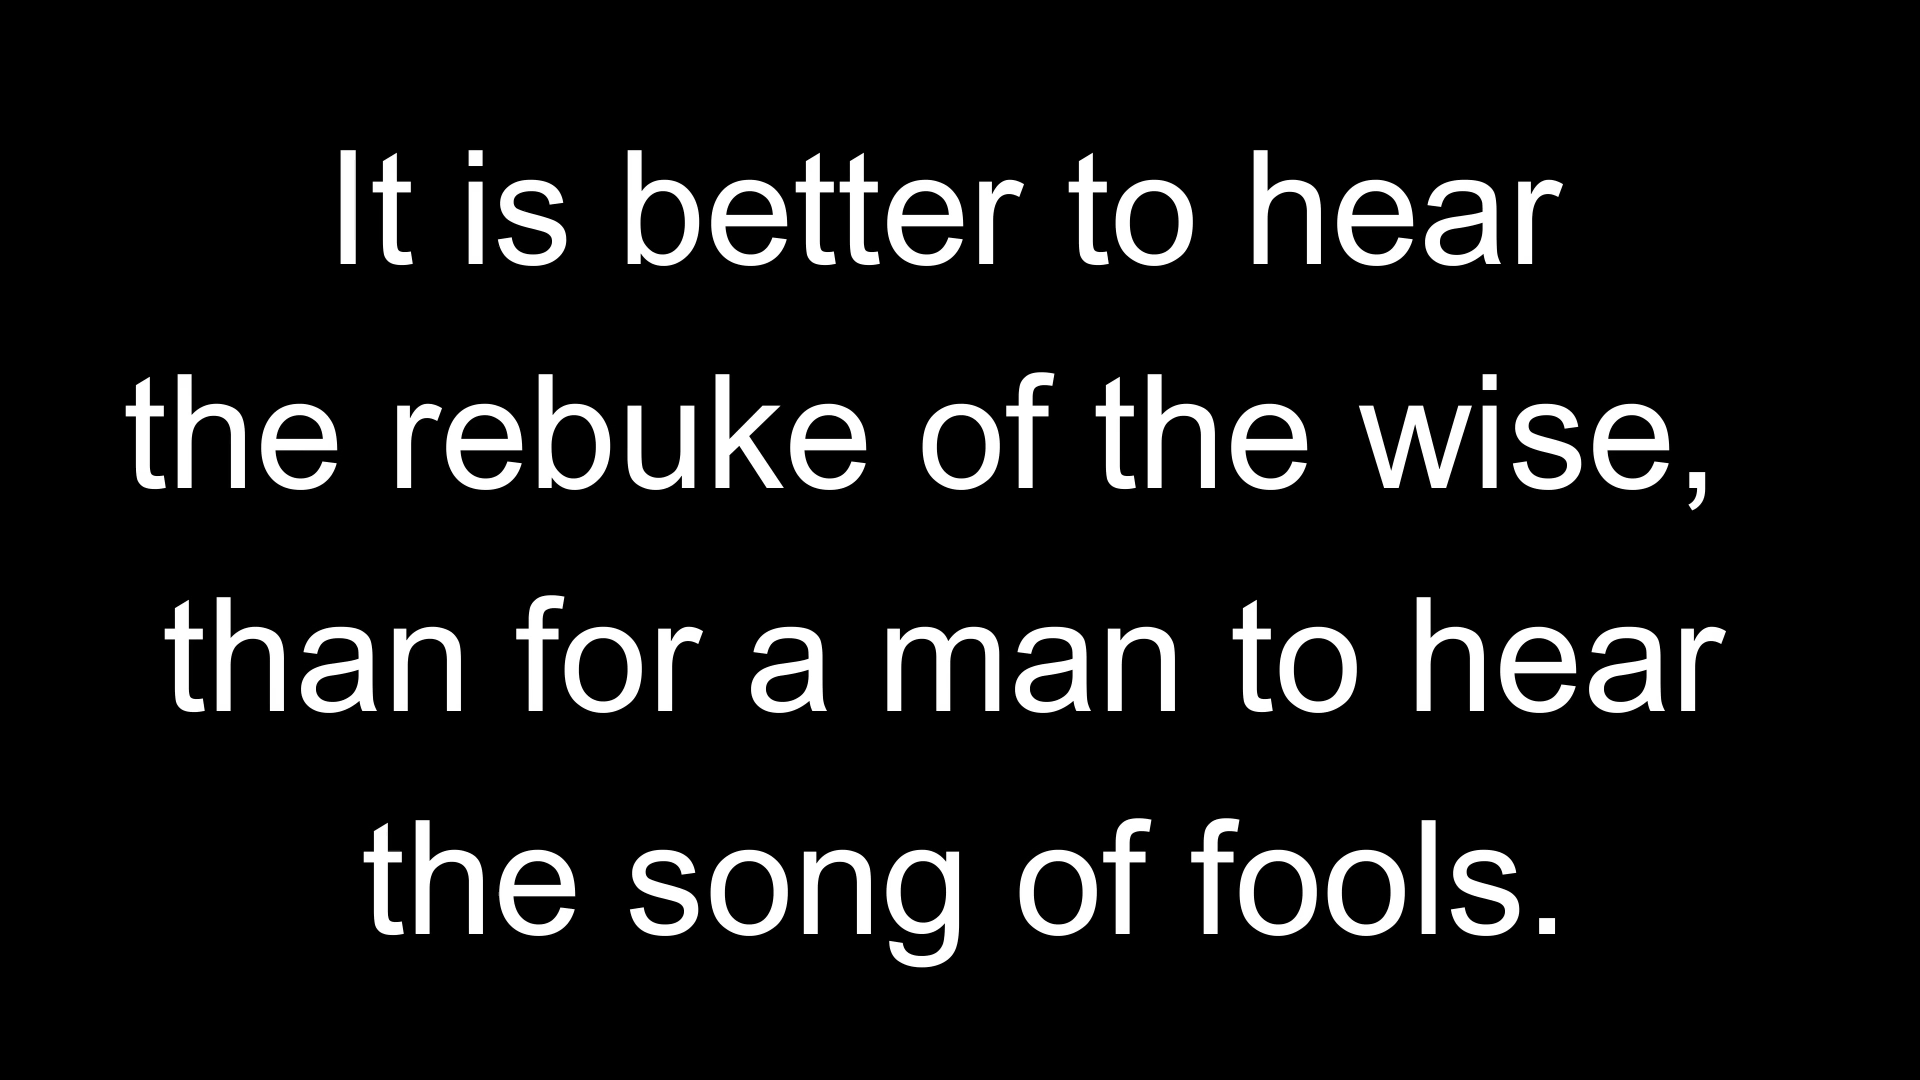 It is better to hear
the rebuke of the wise,
than for a man to hear
the song of fools.